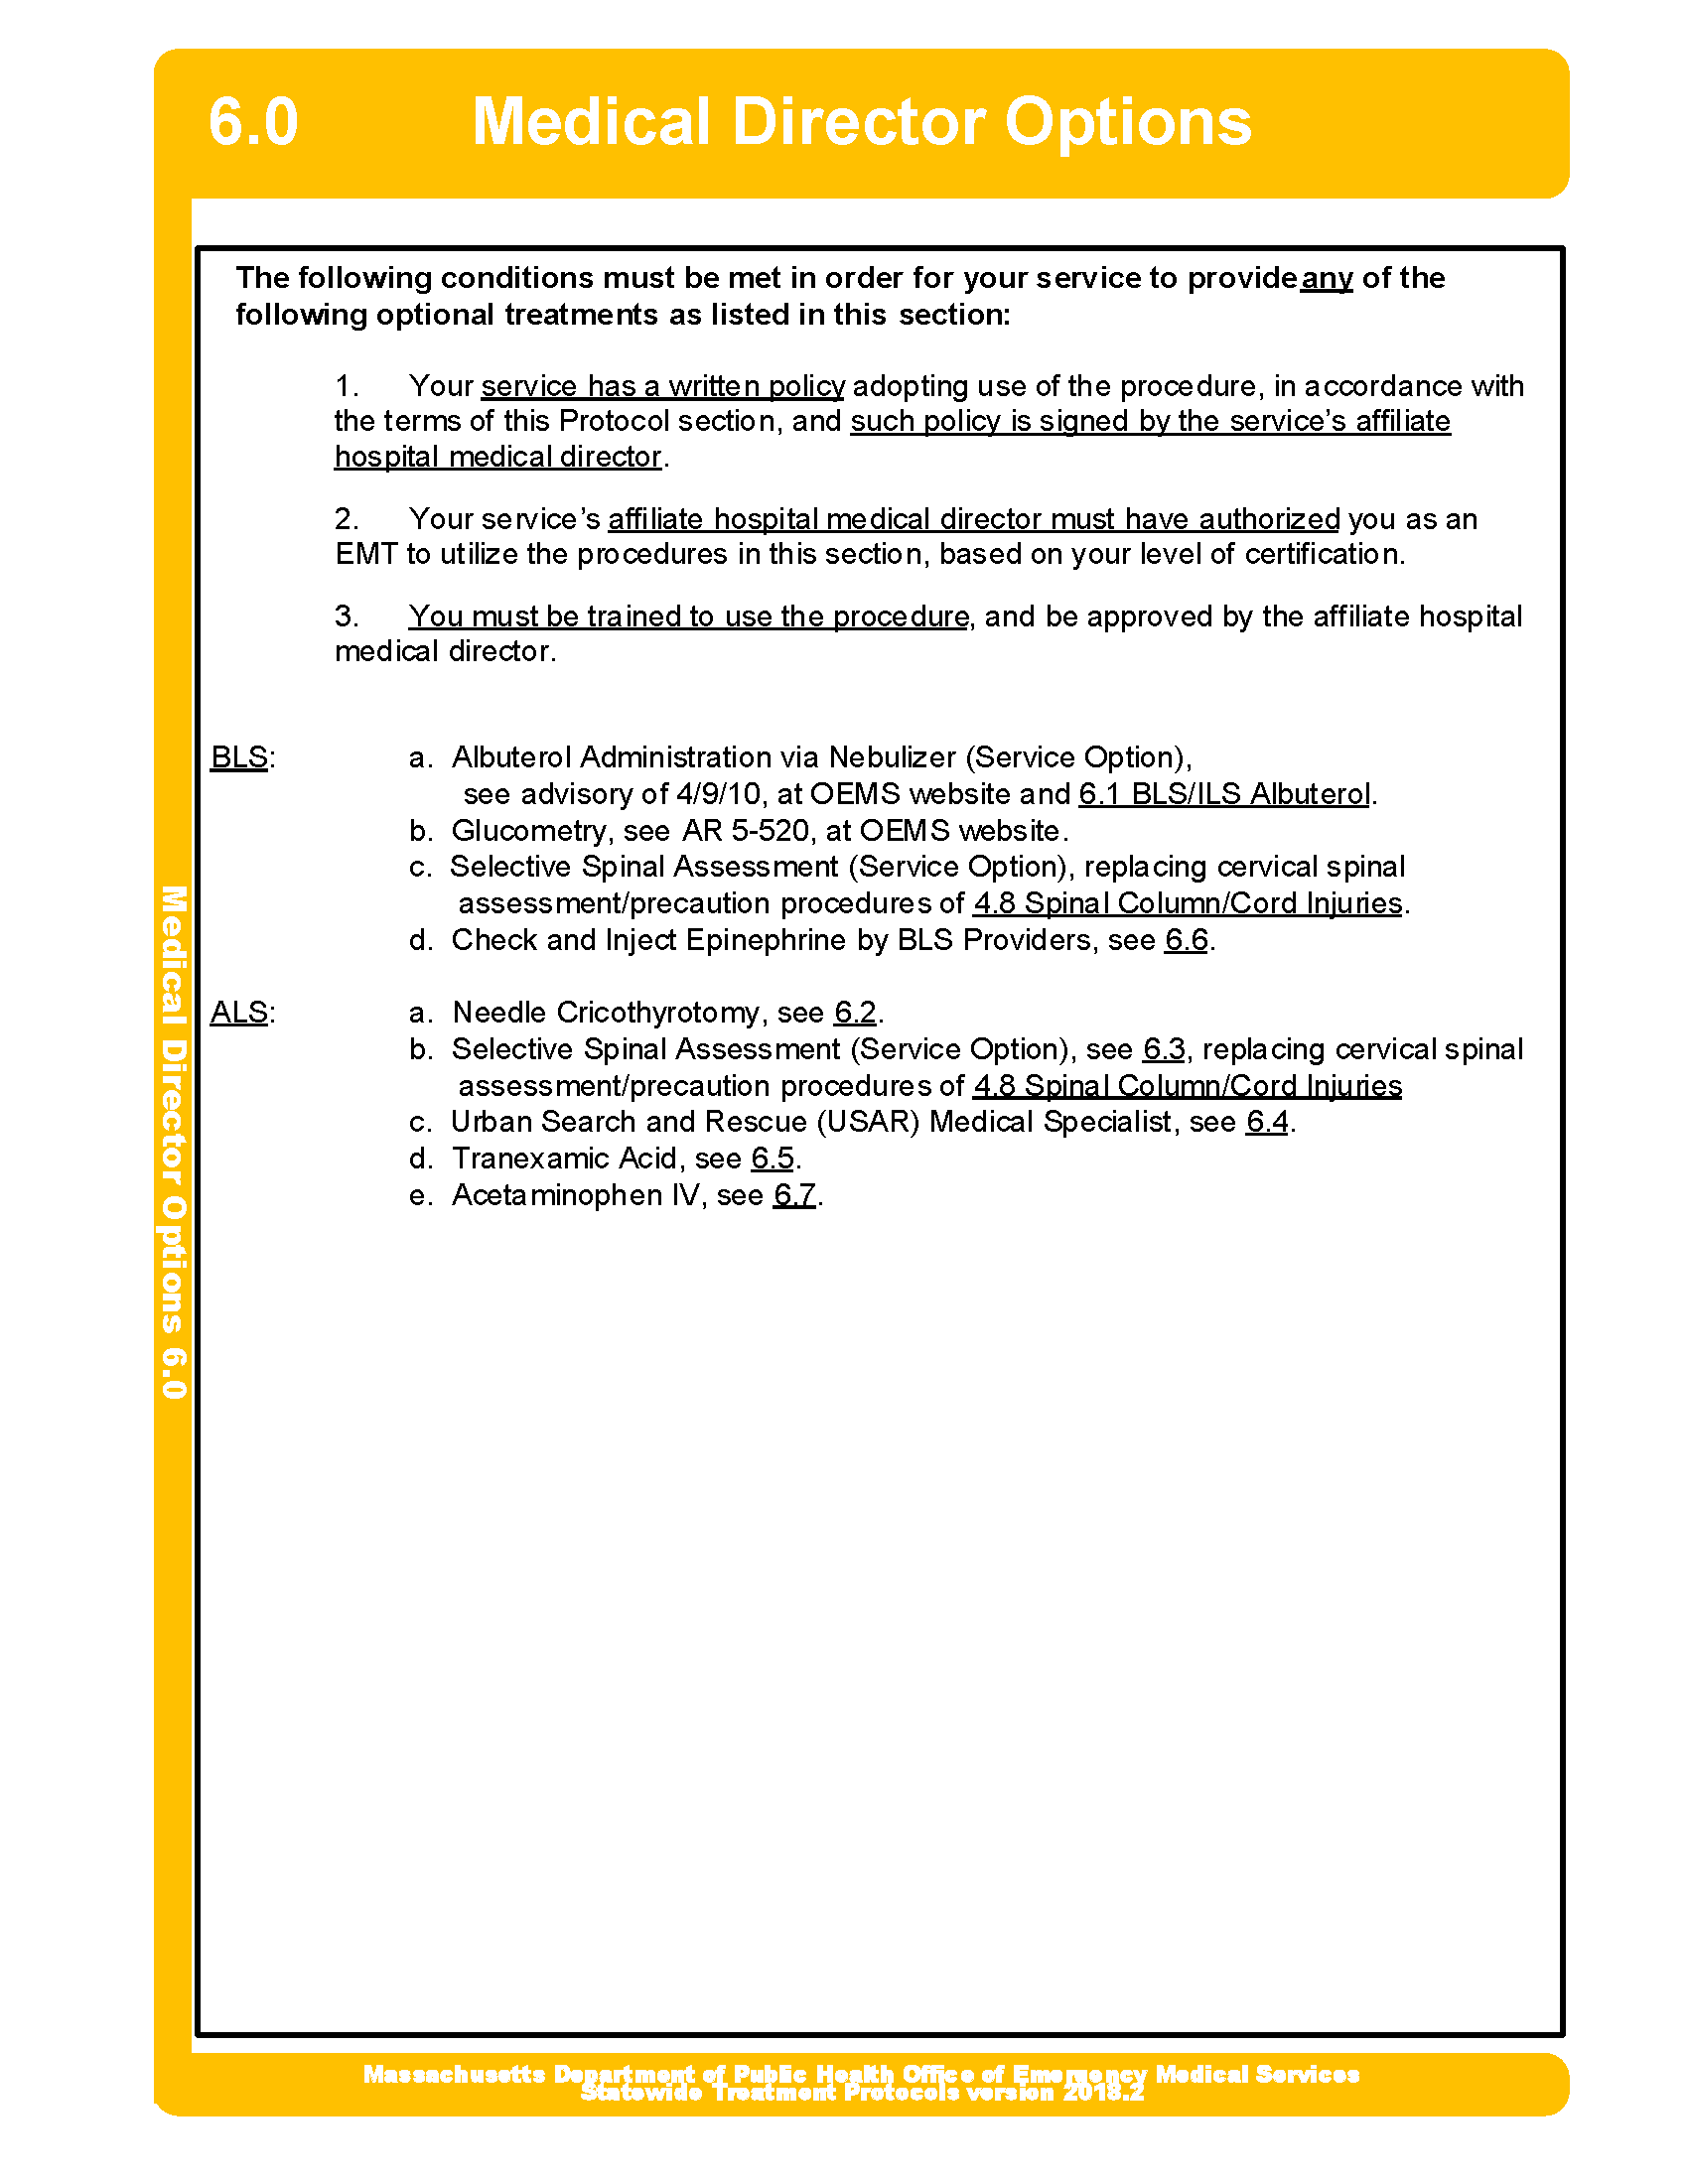 6.0 Medical Director Options
The following conditions must be met in order for your service to provide any of the
following optional treatments as listed in this section:
1. Your service has a written policy adopting use of the procedure, in accordance with
the terms of this Protocol section, and such policy is signed by the service’s affiliate
hospital medical director.
2. Your service’s affiliate hospital medical director must have authorized you as an
EMT to utilize the procedures in this section, based on your level of certification.
3. You must be trained to use the procedure, and be approved by the affiliate hospital
medical director.
BLS: a. Albuterol Administration via Nebulizer (Service Option),
see advisory of 4/9/10, at OEMS website and 6.1 BLS/ILS Albuterol.
b. Glucometry, see AR 5-520, at OEMS website.
c. Selective Spinal Assessment (Service Option), replacing cervical spinal
assessment/precaution procedures of 4.8 Spinal Column/Cord Injuries.
d. Check and Inject Epinephrine by BLS Providers, see 6.6.
ALS: a. Needle Cricothyrotomy, see 6.2.
b. Selective Spinal Assessment (Service Option), see 6.3, replacing cervical spinal
assessment/precaution procedures of 4.8 Spinal Column/Cord Injuries
c. Urban Search and Rescue (USAR) Medical Specialist, see 6.4.
d. Tranexamic Acid, see 6.5.
e. Acetaminophen IV, see 6.7.
Medical Director Options 6.0
Massachusetts Department of Public Health Office of Emergency Medical Services
Statewide Treatment Protocols version 2018.2